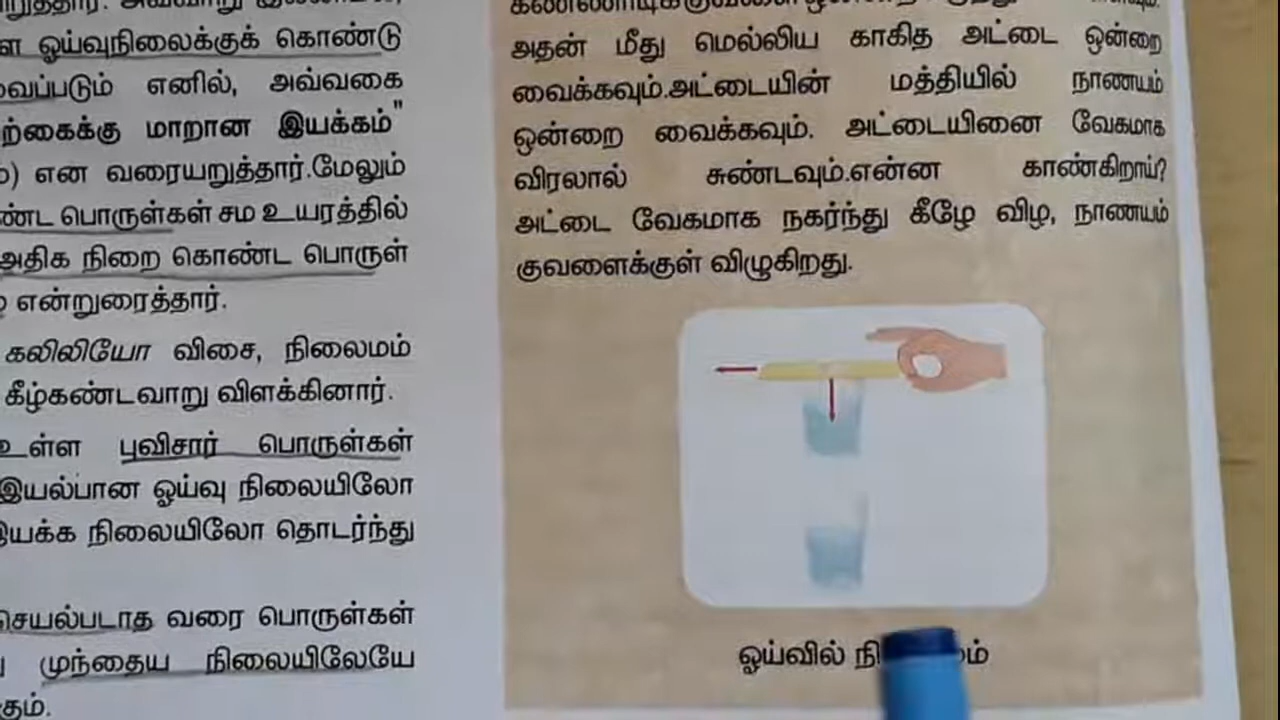 ஓய்வுநிலைக்குக் கொண்டு
எனில், அவ்வகை
மாறான இயக்கம்"
என வரையறுத்தார்.மேலும்
பொருள்கள் சம உயரத்தில்
அதிக நிறை கொண்ட பொருள்
என்றுரைத்தார்.
கலிலியோ விசை, நிலைமம்
கீழ்கண்டவாறு விளக்கினார்.
உள்ள புவிசார் பொருள்கள்
இயல்பான ஓய்வு நிலையிலோ
நிலையிலோ தொடர்ந்து
செயல்படாத வரை பொருள்கள்
முந்தைய நிலையிலேயே
அதன் மீது மெல்லிய காகித அட்டை ஒன்றை
வைக்கவும்.அட்டையின் மத்தியில் நாணயம்
ஒன்றை வைக்கவும். அட்டையினை வேகமாக
விரலால் சுண்டவும்.என்ன காண்கிறாய்?
அட்டை வேகமாக நகர்ந்து கீழே விழ, நாணயம்
குவளைக்குள் விழுகிறது.
ஓய்வில்